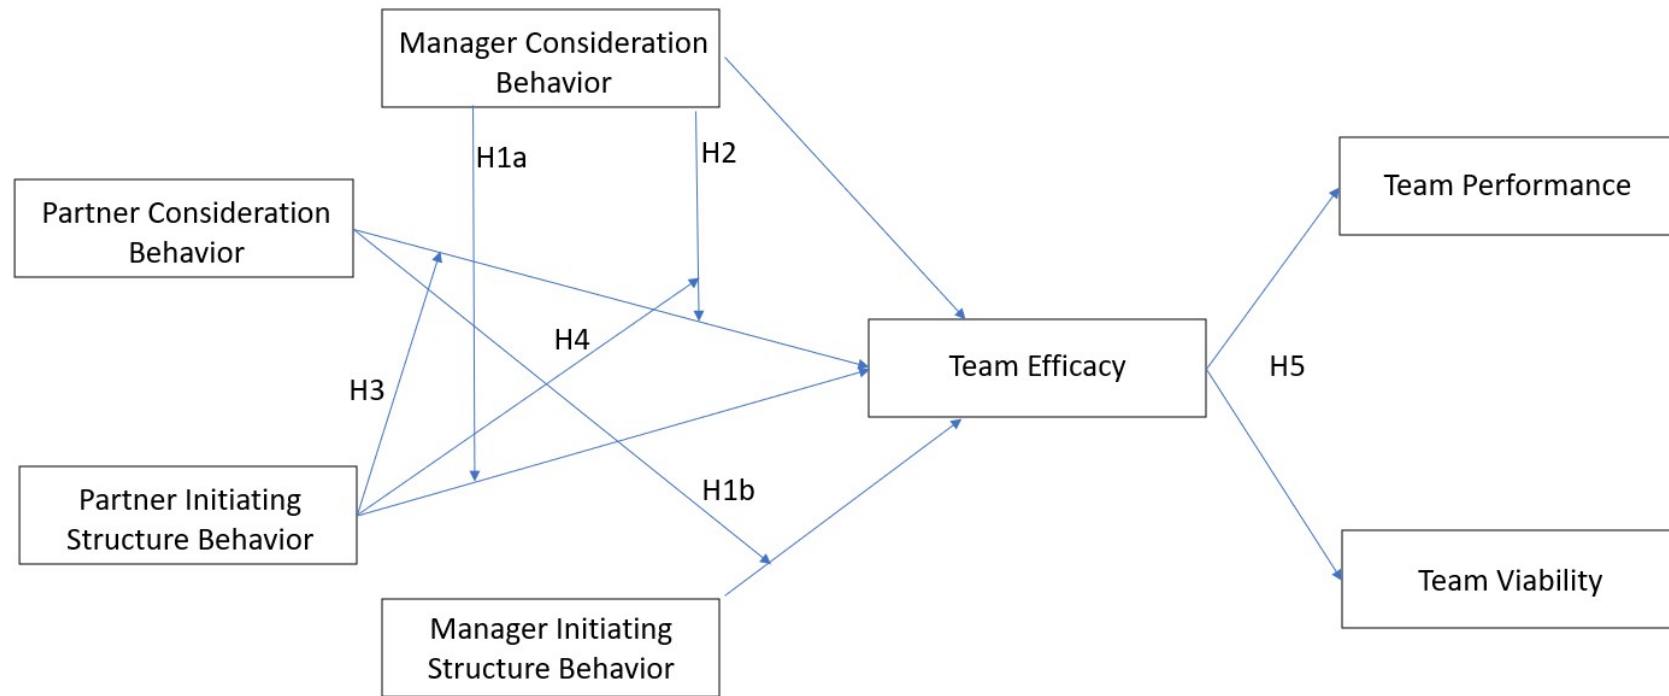 Manager Consideration
Behavior
H1a
H2
Team Performance
Partner Consideration
Behavior
H4
Team Efficacy
H5
H3
Partner Initiating
Structure Behavior
H1b
Team Viability
Manager Initiating
Structure Behavior